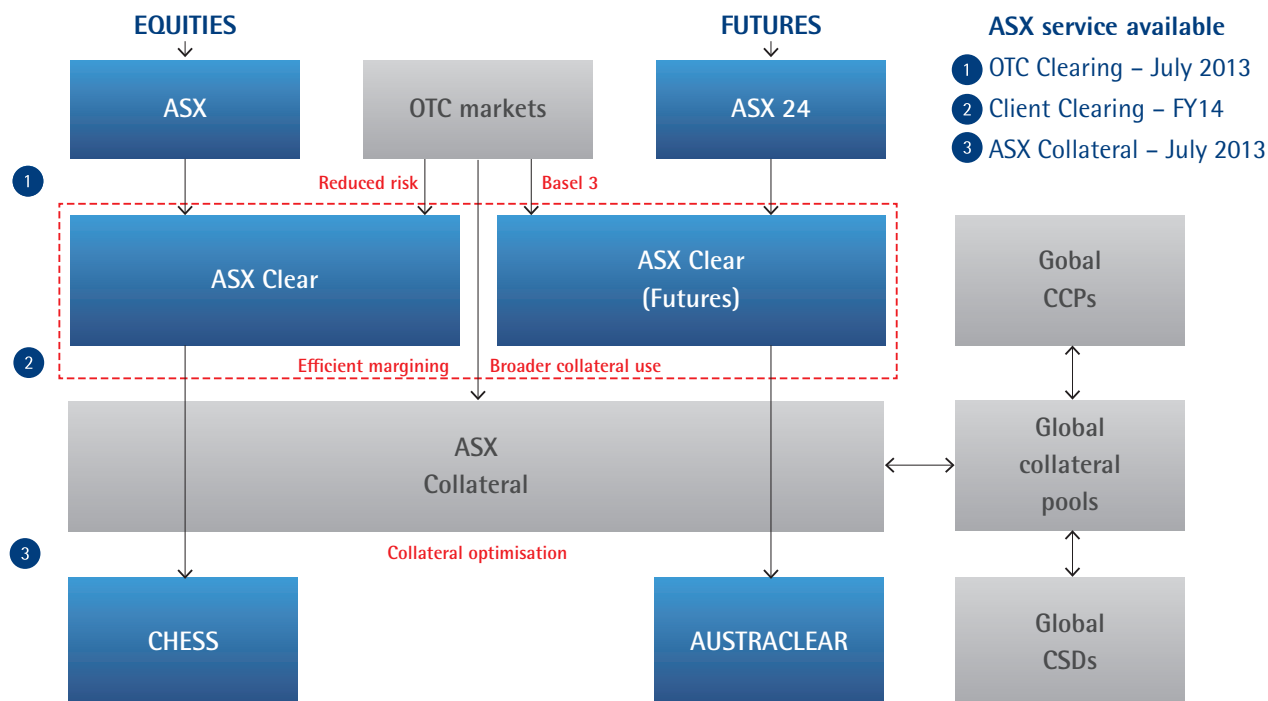 EQUITIES
FUTURES
ASX service available
1 OTC Clearing – July 2013
2 Client Clearing – FY14
3 ASX Collateral – July 2013
ASX
OTC markets
ASX 24
1
Reduced risk
Basel 3
ASX Clear
ASX Clear
(Futures)
Gobal
CCPs
2
Efficient margining
Broader collateral use
ASX
Collateral
Global
collateral
pools
3
Collateral optimisation
CHESS
AUSTRACLEAR
Global
CSDs